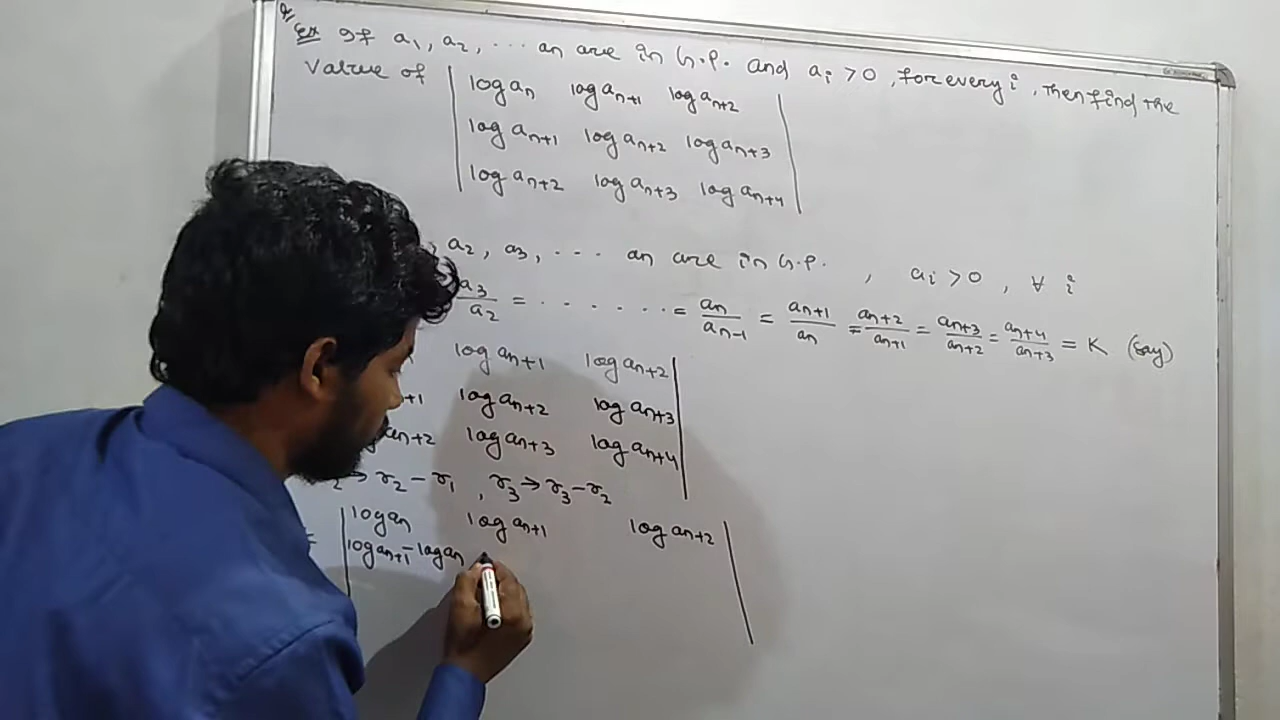 Ex If a₁, a₂, ... an are in G.P. and aᵢ > 0, for every i, then find the
Value of | log an log an+1 log an+2 |
| log an+1 log an+2 log an+3 |
| log an+2 log an+3 log an+4 |
a₂, a₃, ... an are in G.P. , aᵢ > 0 , ∀ i
a₃/a₂ = ....... = an/an-1 = an+1/an = an+2/an+1 = an+3/an+2 = an+4/an+3 = K (say)
log an+1 log an+2 |
+1 log an+2 log an+3 |
an+2 log an+3 log an+4 |
2 → r₂ - r₁ , r₃ → r₃ - r₂
= | log an log an+1 log an+2 |
| log an+1 - log an